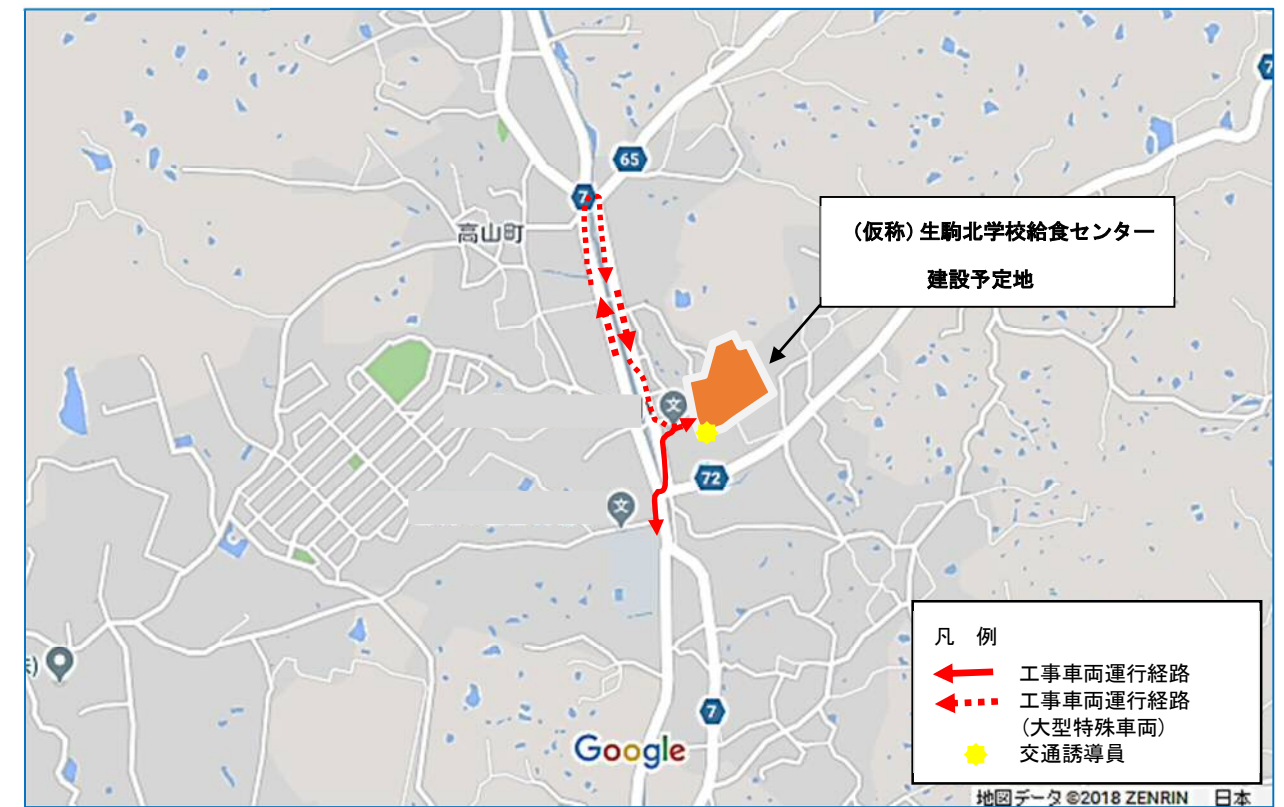 65
7
7
高山町
(仮称)生駒北学校給食センター
建設予定地
文
72
文
凡 例
工事車両運行経路
工事車両運行経路
(大型特殊車両)
交通誘導員
7
Google
地図データ ©2018 ZENRIN 日本